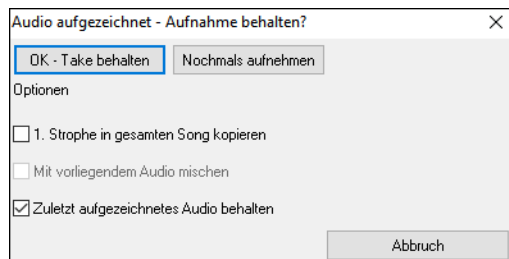 Audio aufgezeichnet - Aufnahme behalten?
OK - Take behalten Nochmals aufnehmen
Optionen
1. Strophe in gesamten Song kopieren
Mit vorliegendem Audio mischen
Zuletzt aufgezeichnetes Audio behalten
Abbruch